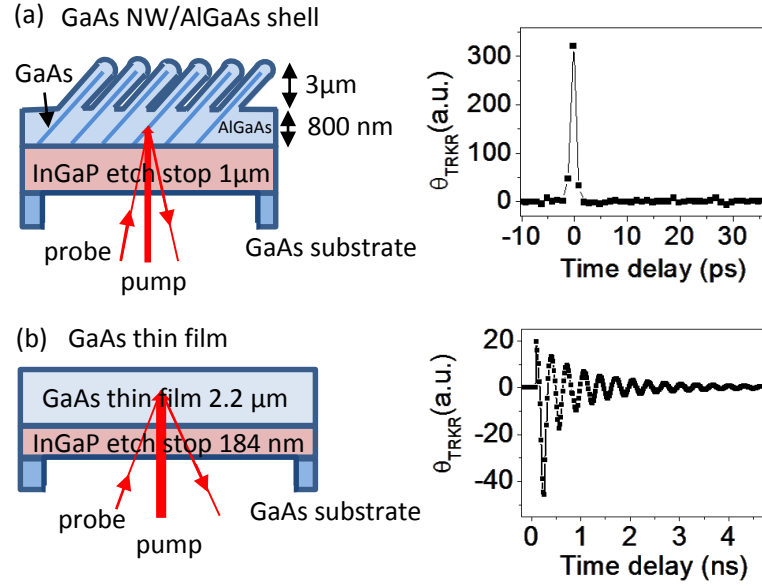 (a) GaAs NW/AlGaAs shell
GaAs
3μm
AlGaAs
800 nm
InGaP etch stop 1μm
GaAs substrate
probe
pump
300
200
100
0
θTRKR(a.u.)
-10 0 10 20 30
Time delay (ps)
(b) GaAs thin film
GaAs thin film 2.2 μm
InGaP etch stop 184 nm
GaAs substrate
probe
pump
20
0
-20
-40
θTRKR(a.u.)
0 1 2 3 4
Time delay (ns)